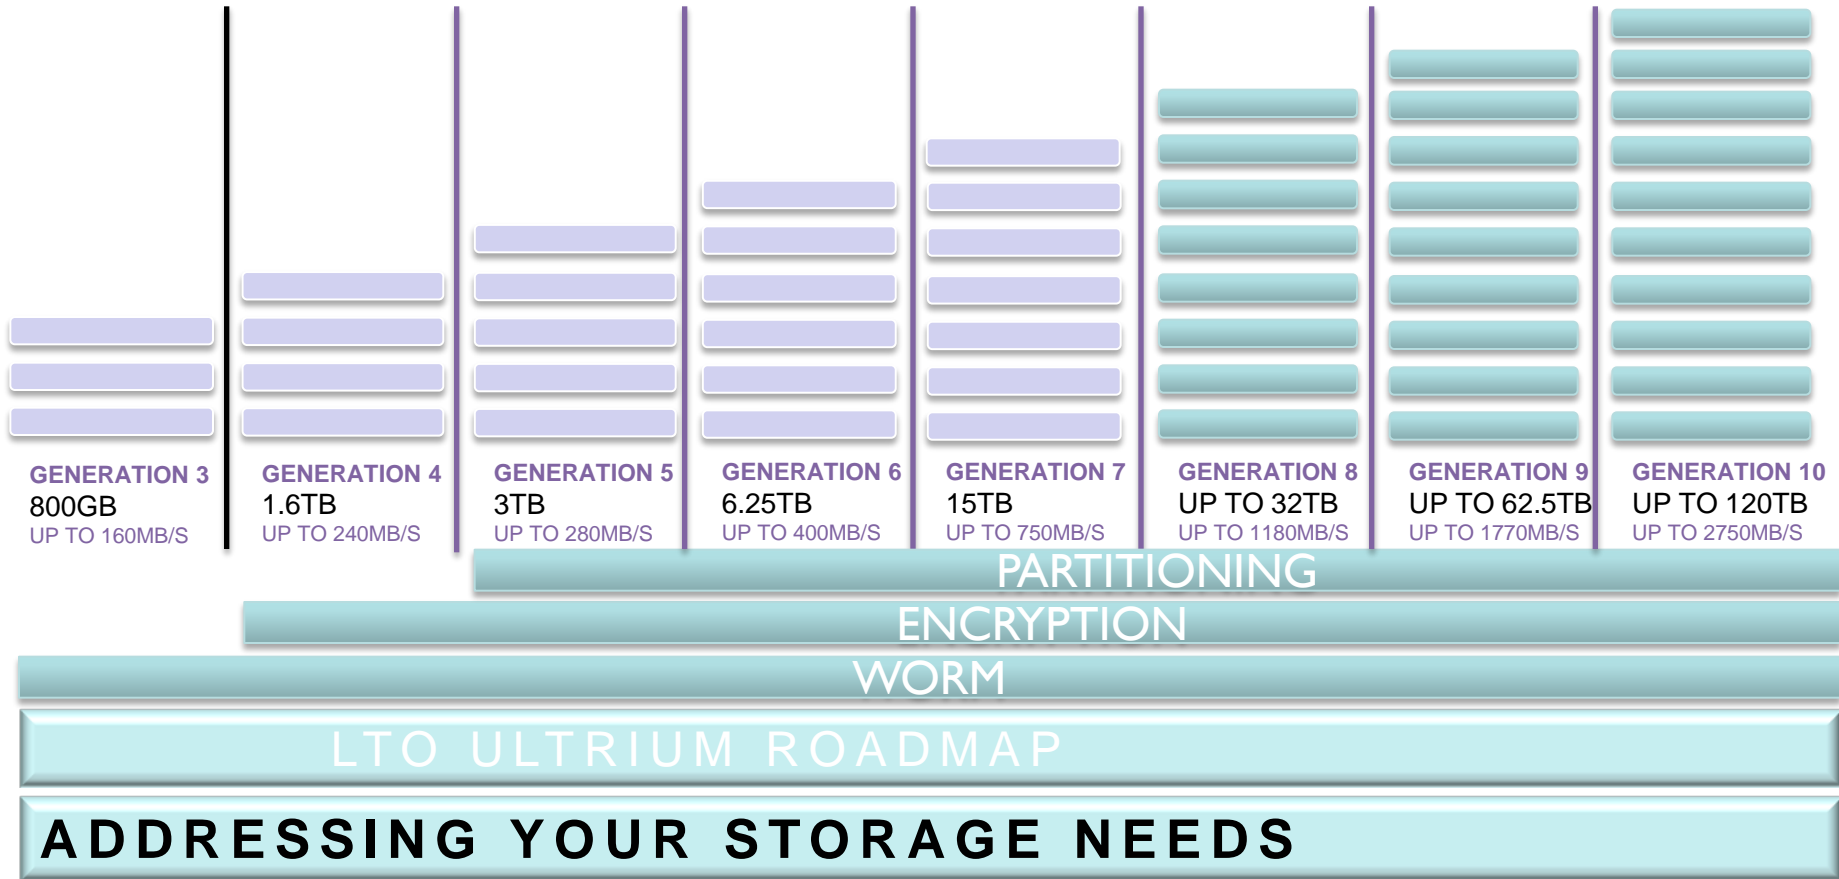 GENERATION 3
800GB
UP TO 160MB/S
GENERATION 4
1.6TB
UP TO 240MB/S
GENERATION 5
3TB
UP TO 280MB/S
GENERATION 6
6.25TB
UP TO 400MB/S
GENERATION 7
15TB
UP TO 750MB/S
GENERATION 8
UP TO 32TB
UP TO 1180MB/S
GENERATION 9
UP TO 62.5TB
UP TO 1770MB/S
GENERATION 10
UP TO 120TB
UP TO 2750MB/S
PARTITIONING
ENCRYPTION
WORM
LTO ULTRIUM ROADMAP
ADDRESSING YOUR STORAGE NEEDS